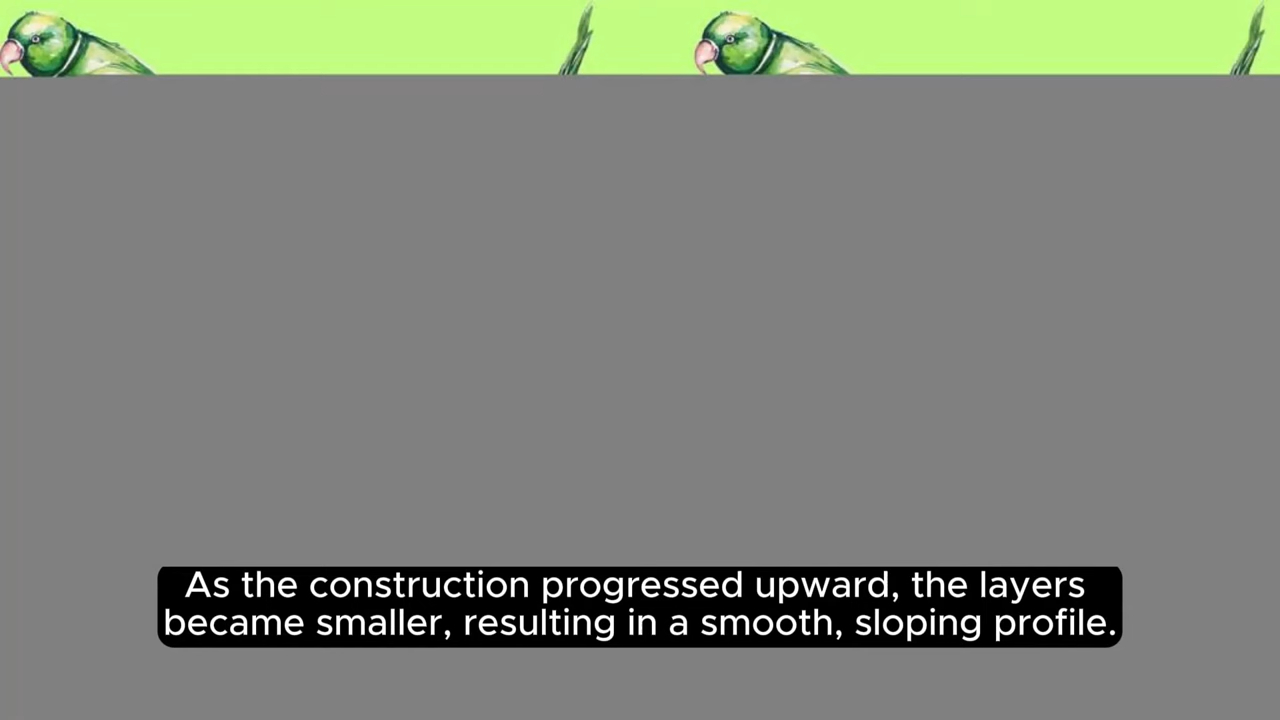 As the construction progressed upward, the layers
became smaller, resulting in a smooth, sloping profile.